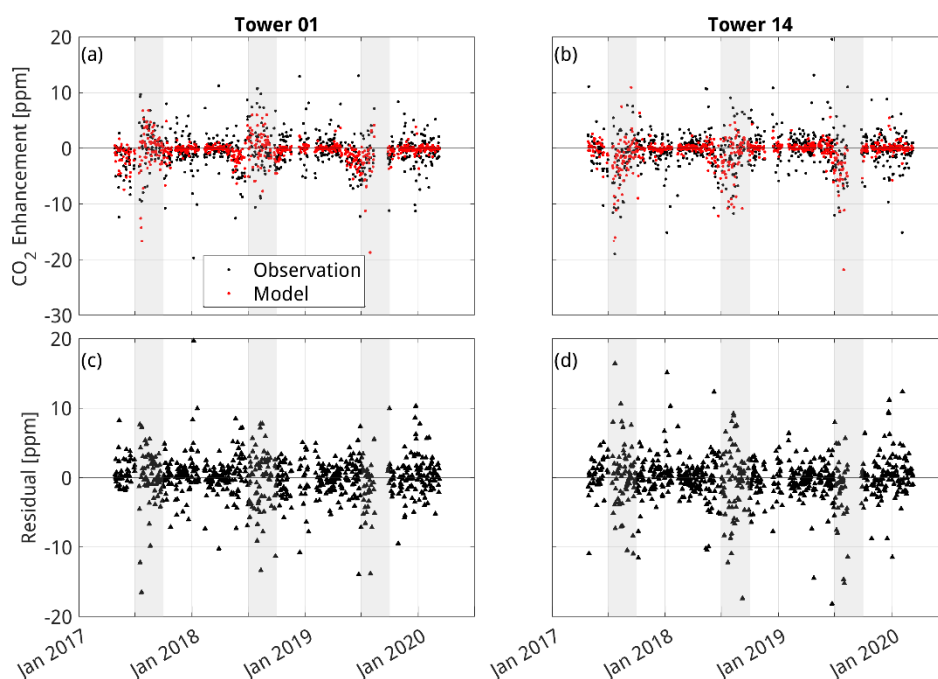 Tower 01
Tower 14
20
(a)
(b)
10
0
-10
-20
-30
CO2 Enhancement [ppm]
Observation
Model
20
(c)
(d)
10
0
-10
-20
Residual [ppm]
Jan 2017
Jan 2018
Jan 2019
Jan 2020
Jan 2017
Jan 2018
Jan 2019
Jan 2020